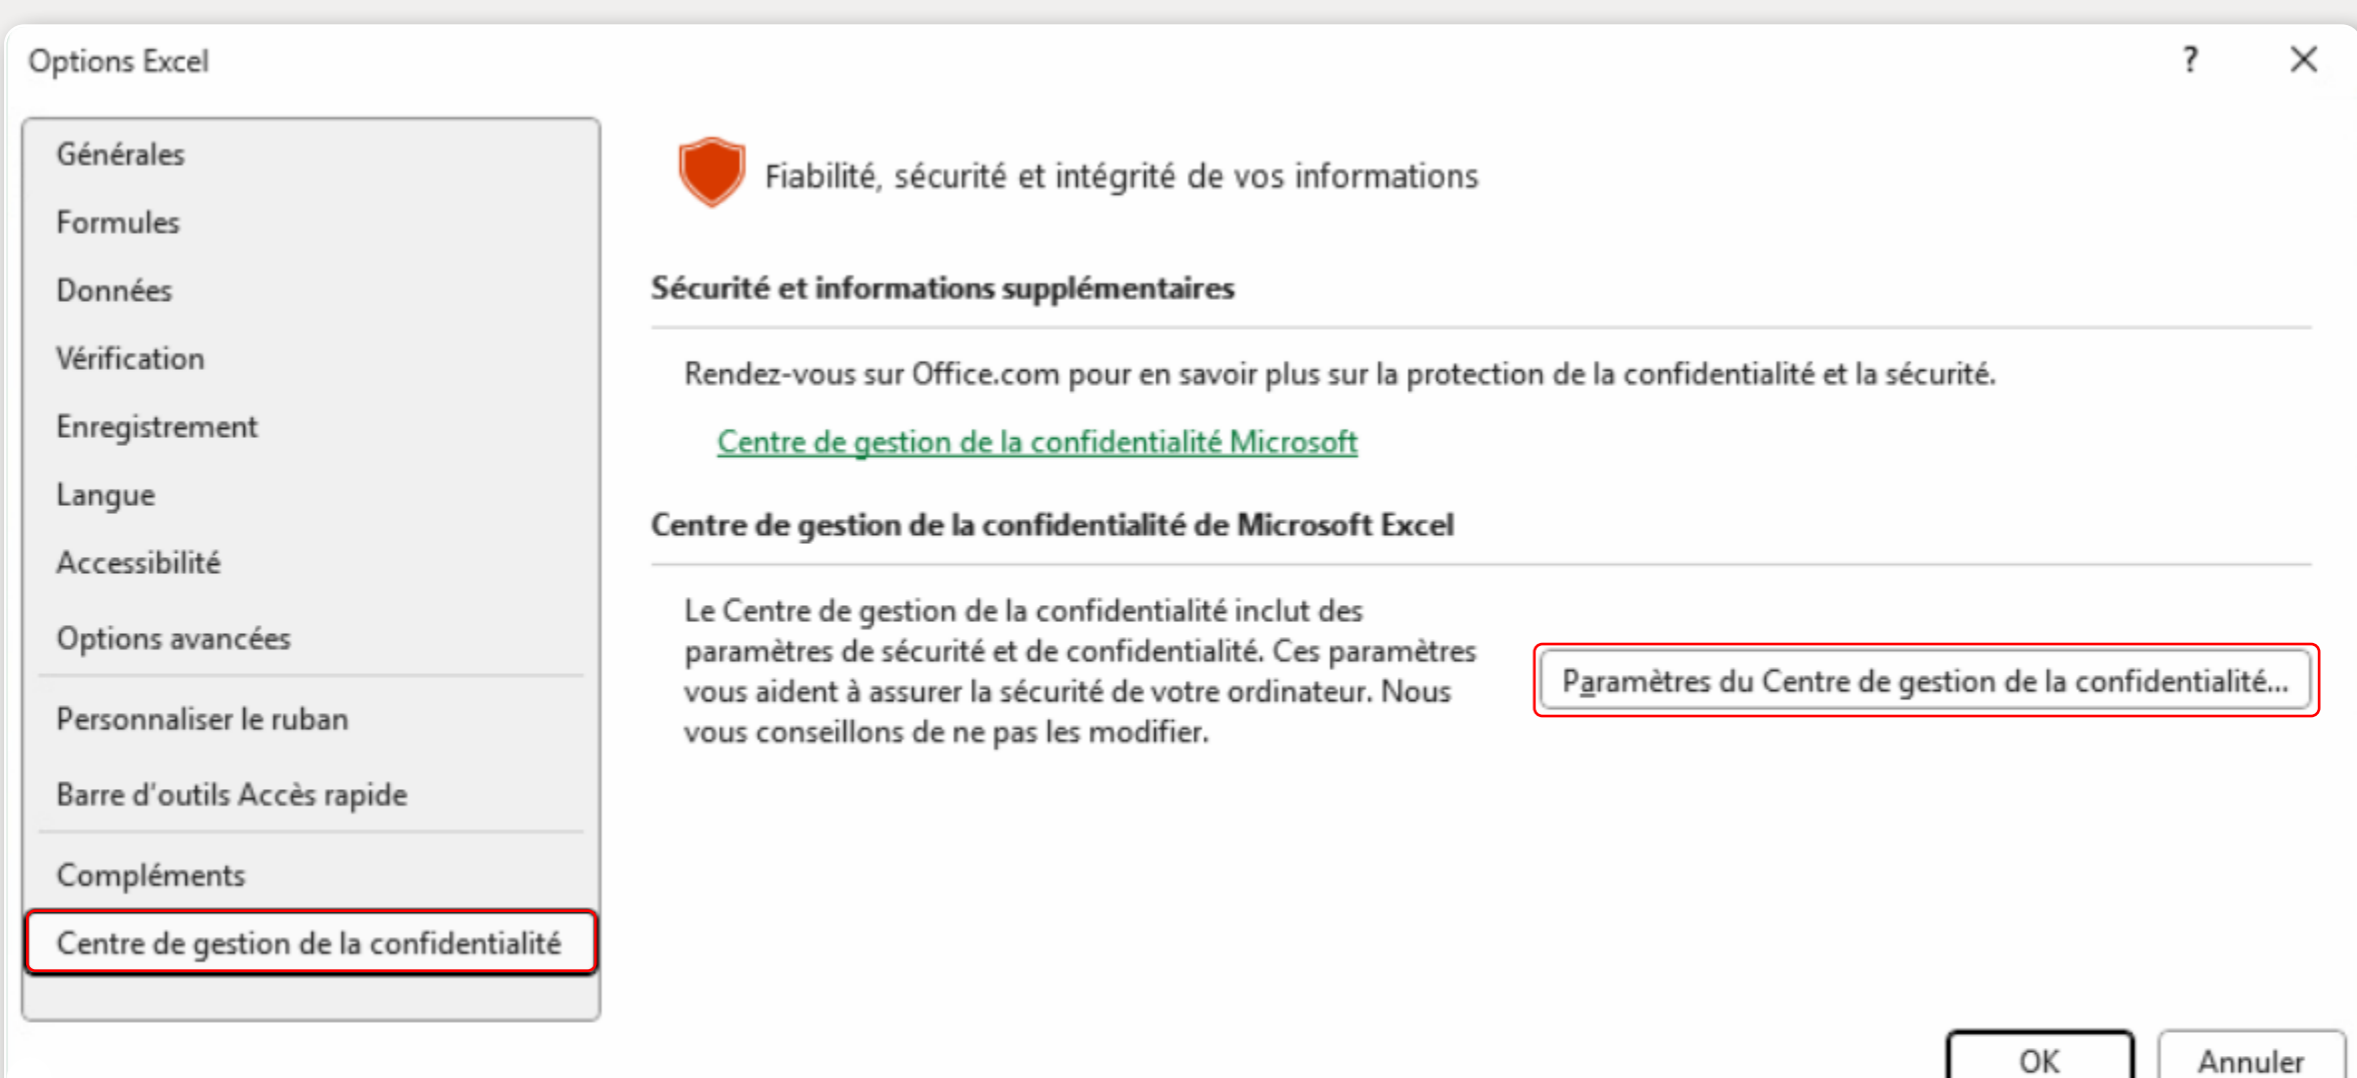 Options Excel
?
Générales
Formules
Données
Vérification
Enregistrement
Langue
Accessibilité
Options avancées
Personnaliser le ruban
Barre d'outils Accès rapide
Compléments
Centre de gestion de la confidentialité
Fiabilité, sécurité et intégrité de vos informations
Sécurité et informations supplémentaires
Rendez-vous sur Office.com pour en savoir plus sur la protection de la confidentialité et la sécurité.
Centre de gestion de la confidentialité Microsoft
Centre de gestion de la confidentialité de Microsoft Excel
Le Centre de gestion de la confidentialité inclut des
paramètres de sécurité et de confidentialité. Ces paramètres
vous aident à assurer la sécurité de votre ordinateur. Nous
vous conseillons de ne pas les modifier.
Paramètres du Centre de gestion de la confidentialité...
OK
Annuler